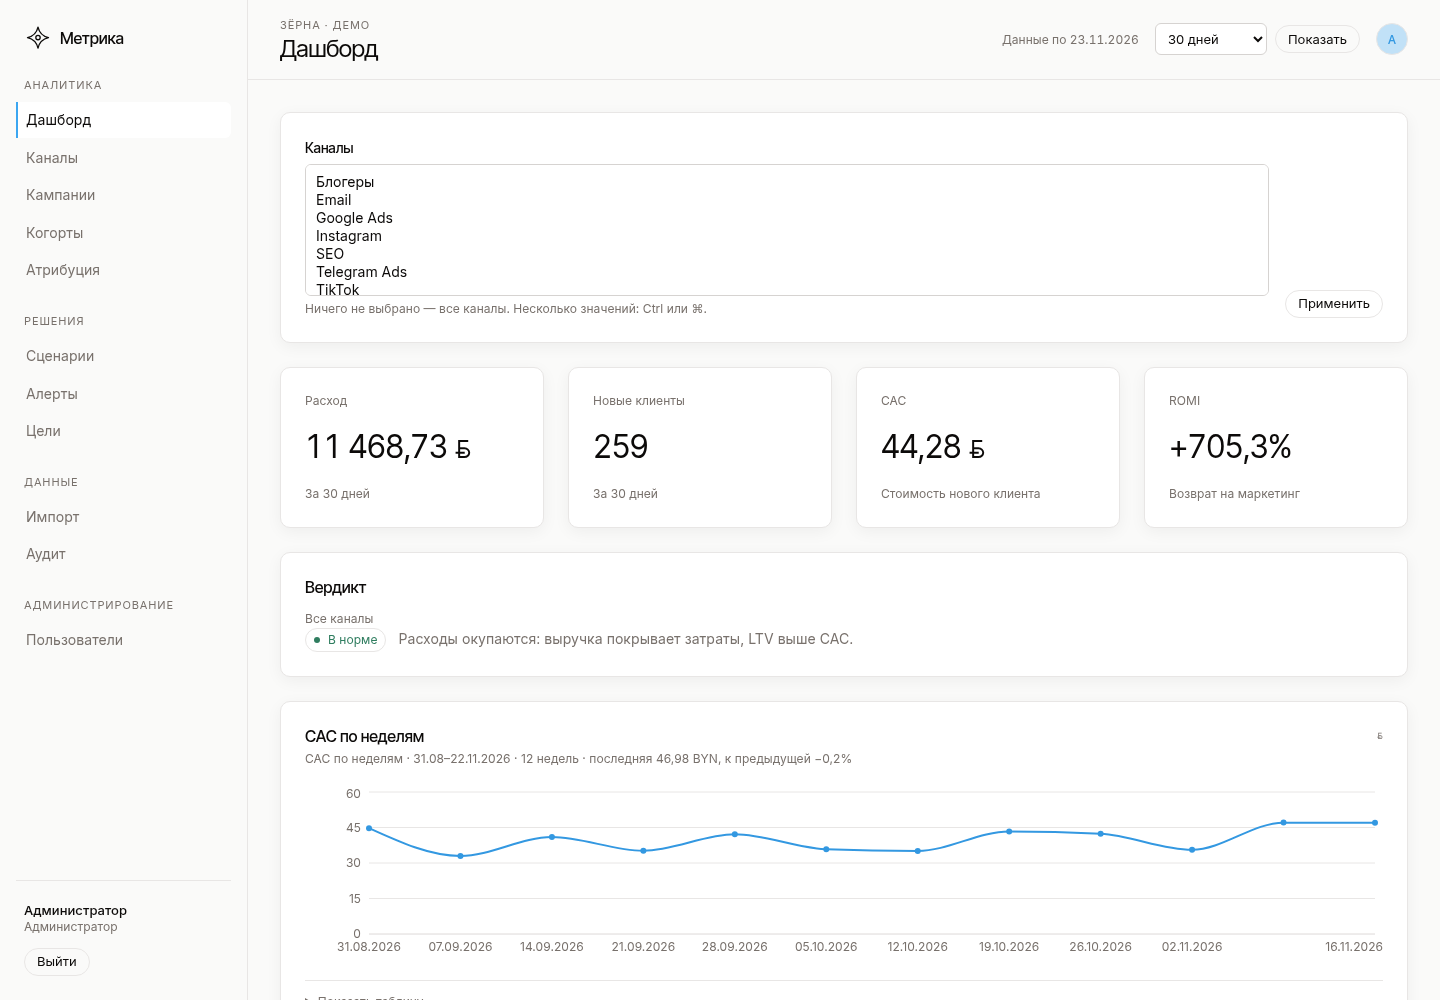 Метрика
АНАЛИТИКА
Дашборд
Каналы
Кампании
Когорты
Атрибуция
РЕШЕНИЯ
Сценарии
Алерты
Цели
ДАННЫЕ
Импорт
Аудит
АДМИНИСТРИРОВАНИЕ
Пользователи
Администратор
Администратор
Выйти
ЗЁРНА · ДЕМО
Дашборд
Данные по 23.11.2026
30 дней
Показать
A
Каналы
Блогеры
Email
Google Ads
Instagram
SEO
Telegram Ads
TikTok
Ничего не выбрано — все каналы. Несколько значений: Ctrl или ⌘.
Применить
Расход
11 468,73 Б
За 30 дней
Новые клиенты
259
За 30 дней
CAC
44,28 Б
Стоимость нового клиента
ROMI
+705,3%
Возврат на маркетинг
Вердикт
Все каналы
В норме
Расходы окупаются: выручка покрывает затраты, LTV выше CAC.
CAC по неделям
Б
CAC по неделям · 31.08–22.11.2026 · 12 недель · последняя 46,98 BYN, к предыдущей −0,2%
60
45
30
15
0
31.08.2026 07.09.2026 14.09.2026 21.09.2026 28.09.2026 05.10.2026 12.10.2026 19.10.2026 26.10.2026 02.11.2026 16.11.2026